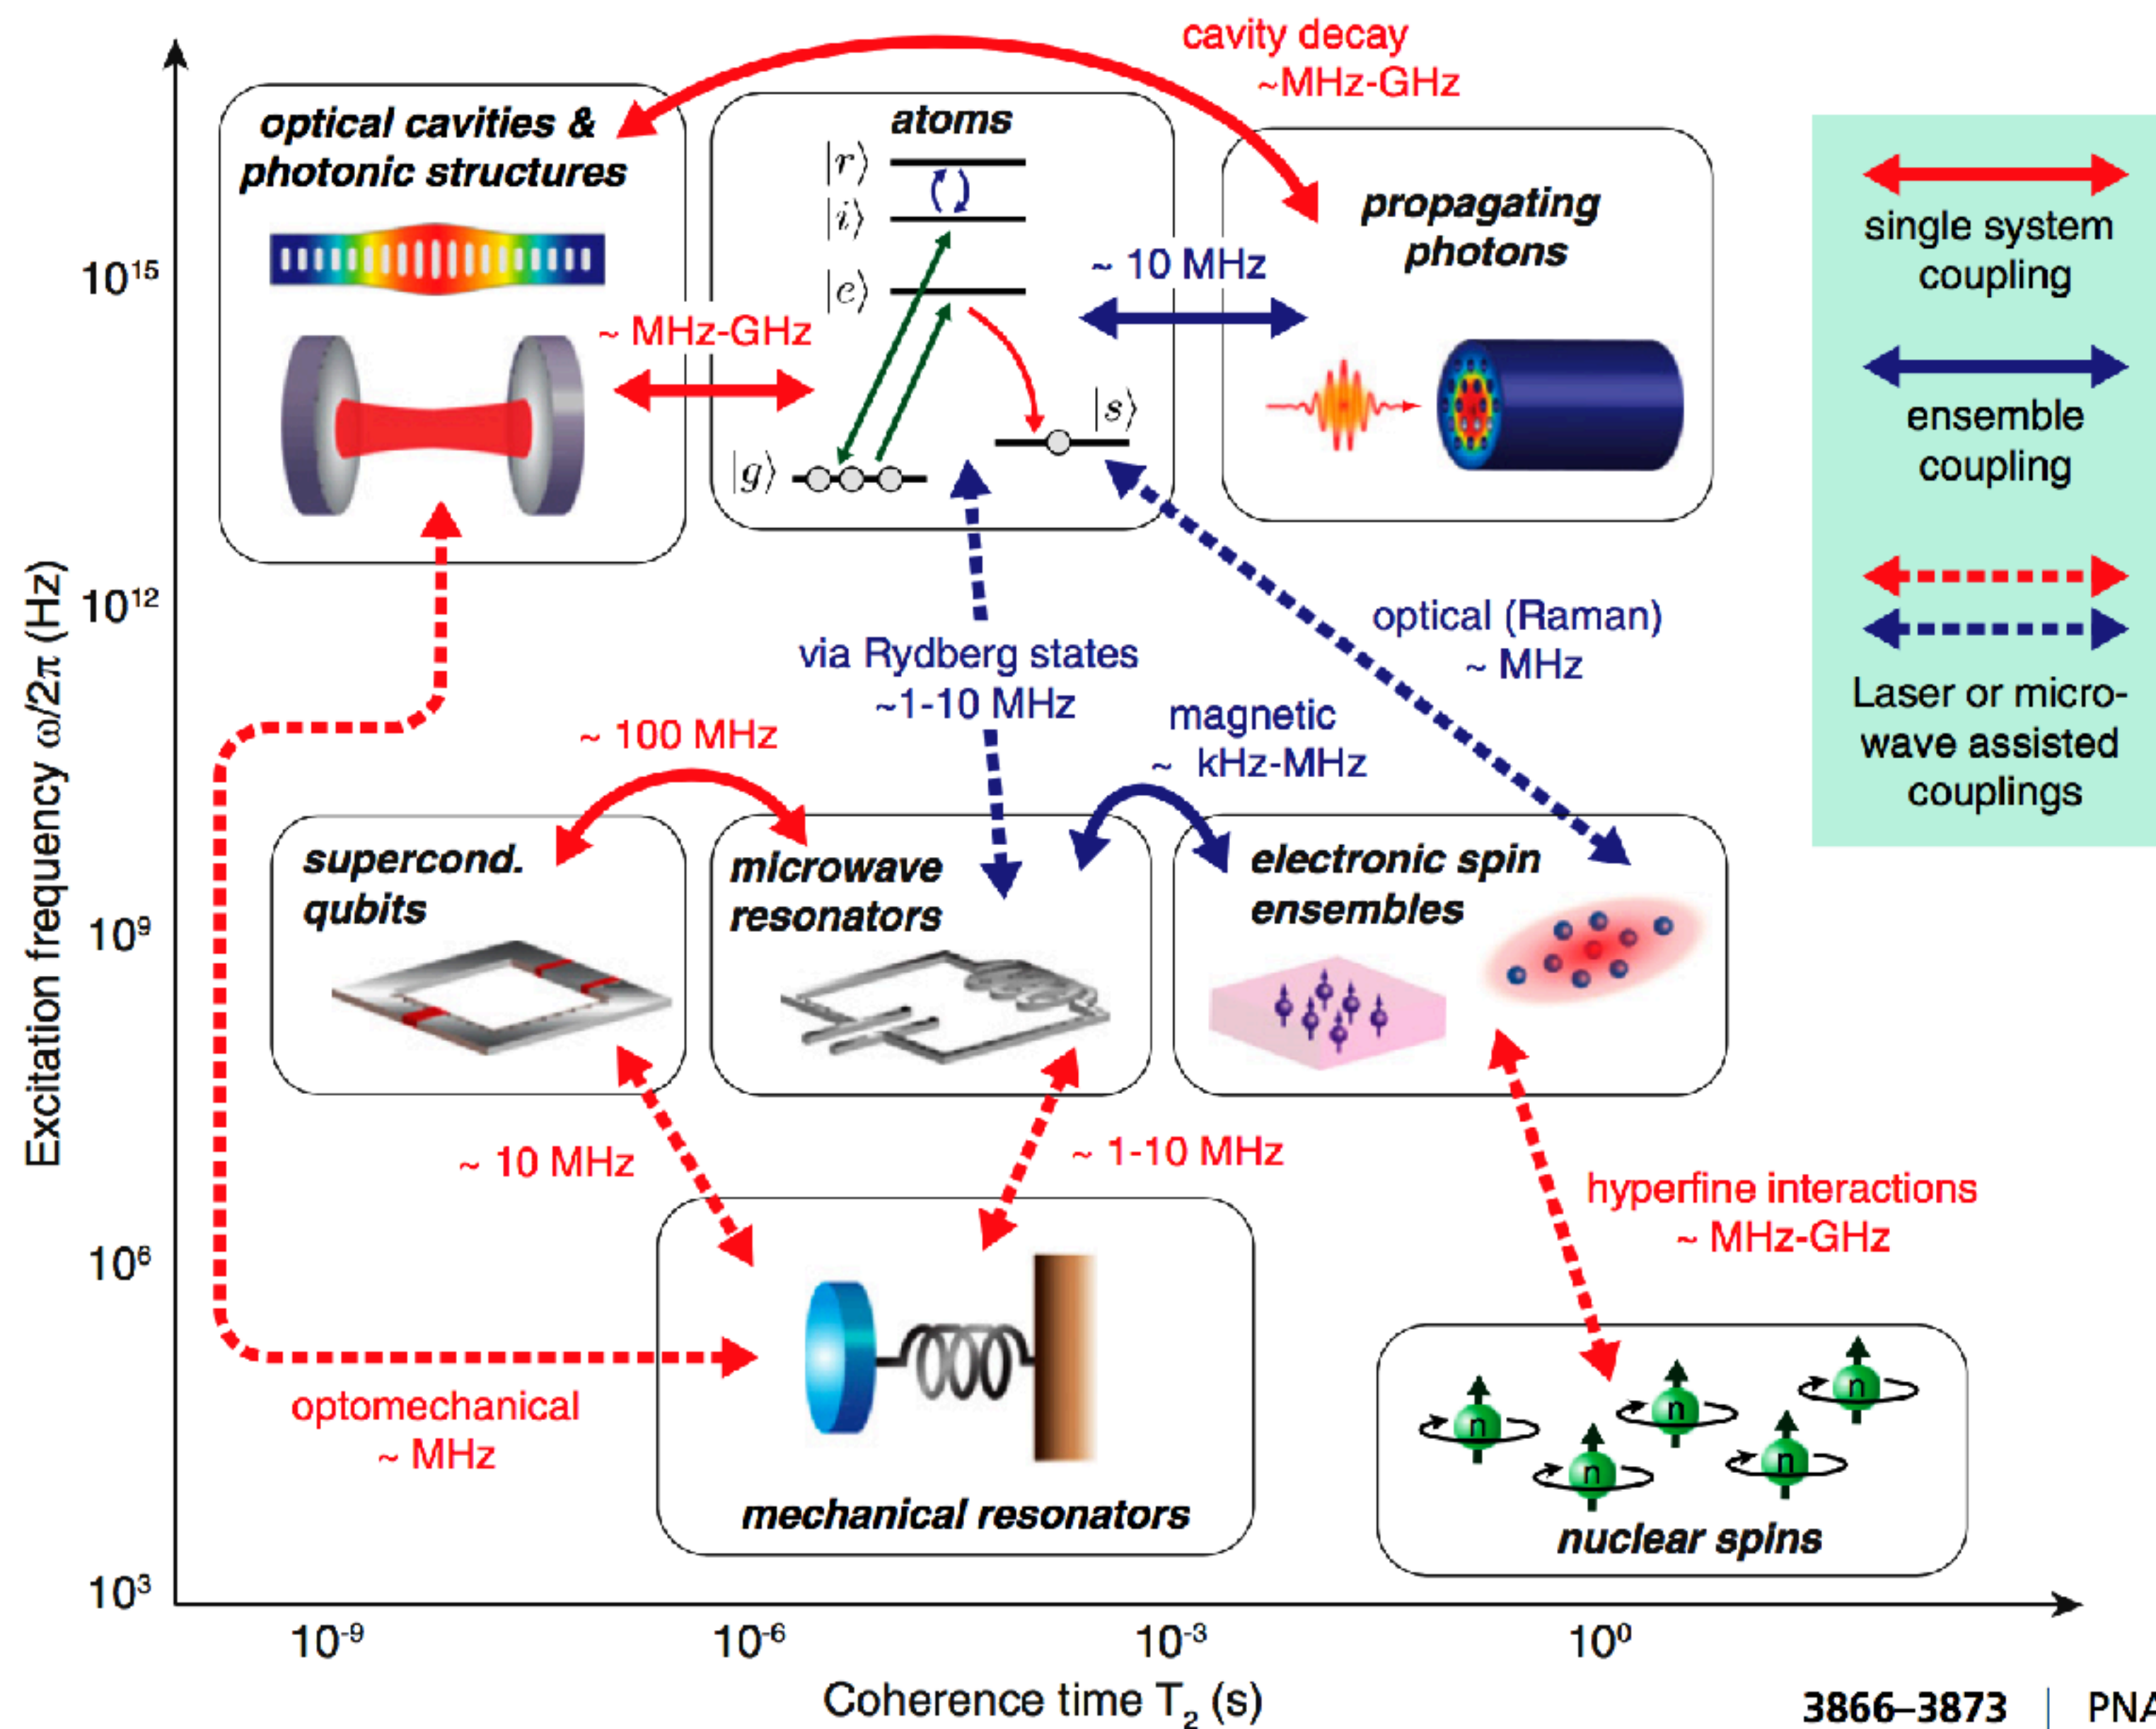 cavity decay
~MHz-GHz
optical cavities &
photonic structures
atoms
|r⟩
|i⟩
|e⟩
|g⟩
|s⟩
propagating
photons
~ MHz-GHz
~ 10 MHz
single system
coupling
ensemble
coupling
Laser or micro-
wave assisted
couplings
10¹⁵
10¹²
10⁹
10⁶
10³
Excitation frequency ω/2π (Hz)
via Rydberg states
~1-10 MHz
optical (Raman)
~ MHz
~ 100 MHz
magnetic
~ kHz-MHz
supercond.
qubits
microwave
resonators
electronic spin
ensembles
~ 10 MHz
~ 1-10 MHz
hyperfine interactions
~ MHz-GHz
optomechanical
~ MHz
mechanical resonators
n
n
n
n
n
nuclear spins
10⁻⁹
10⁻⁶
10⁻³
10⁰
Coherence time T₂ (s)
3866–3873 | PNA